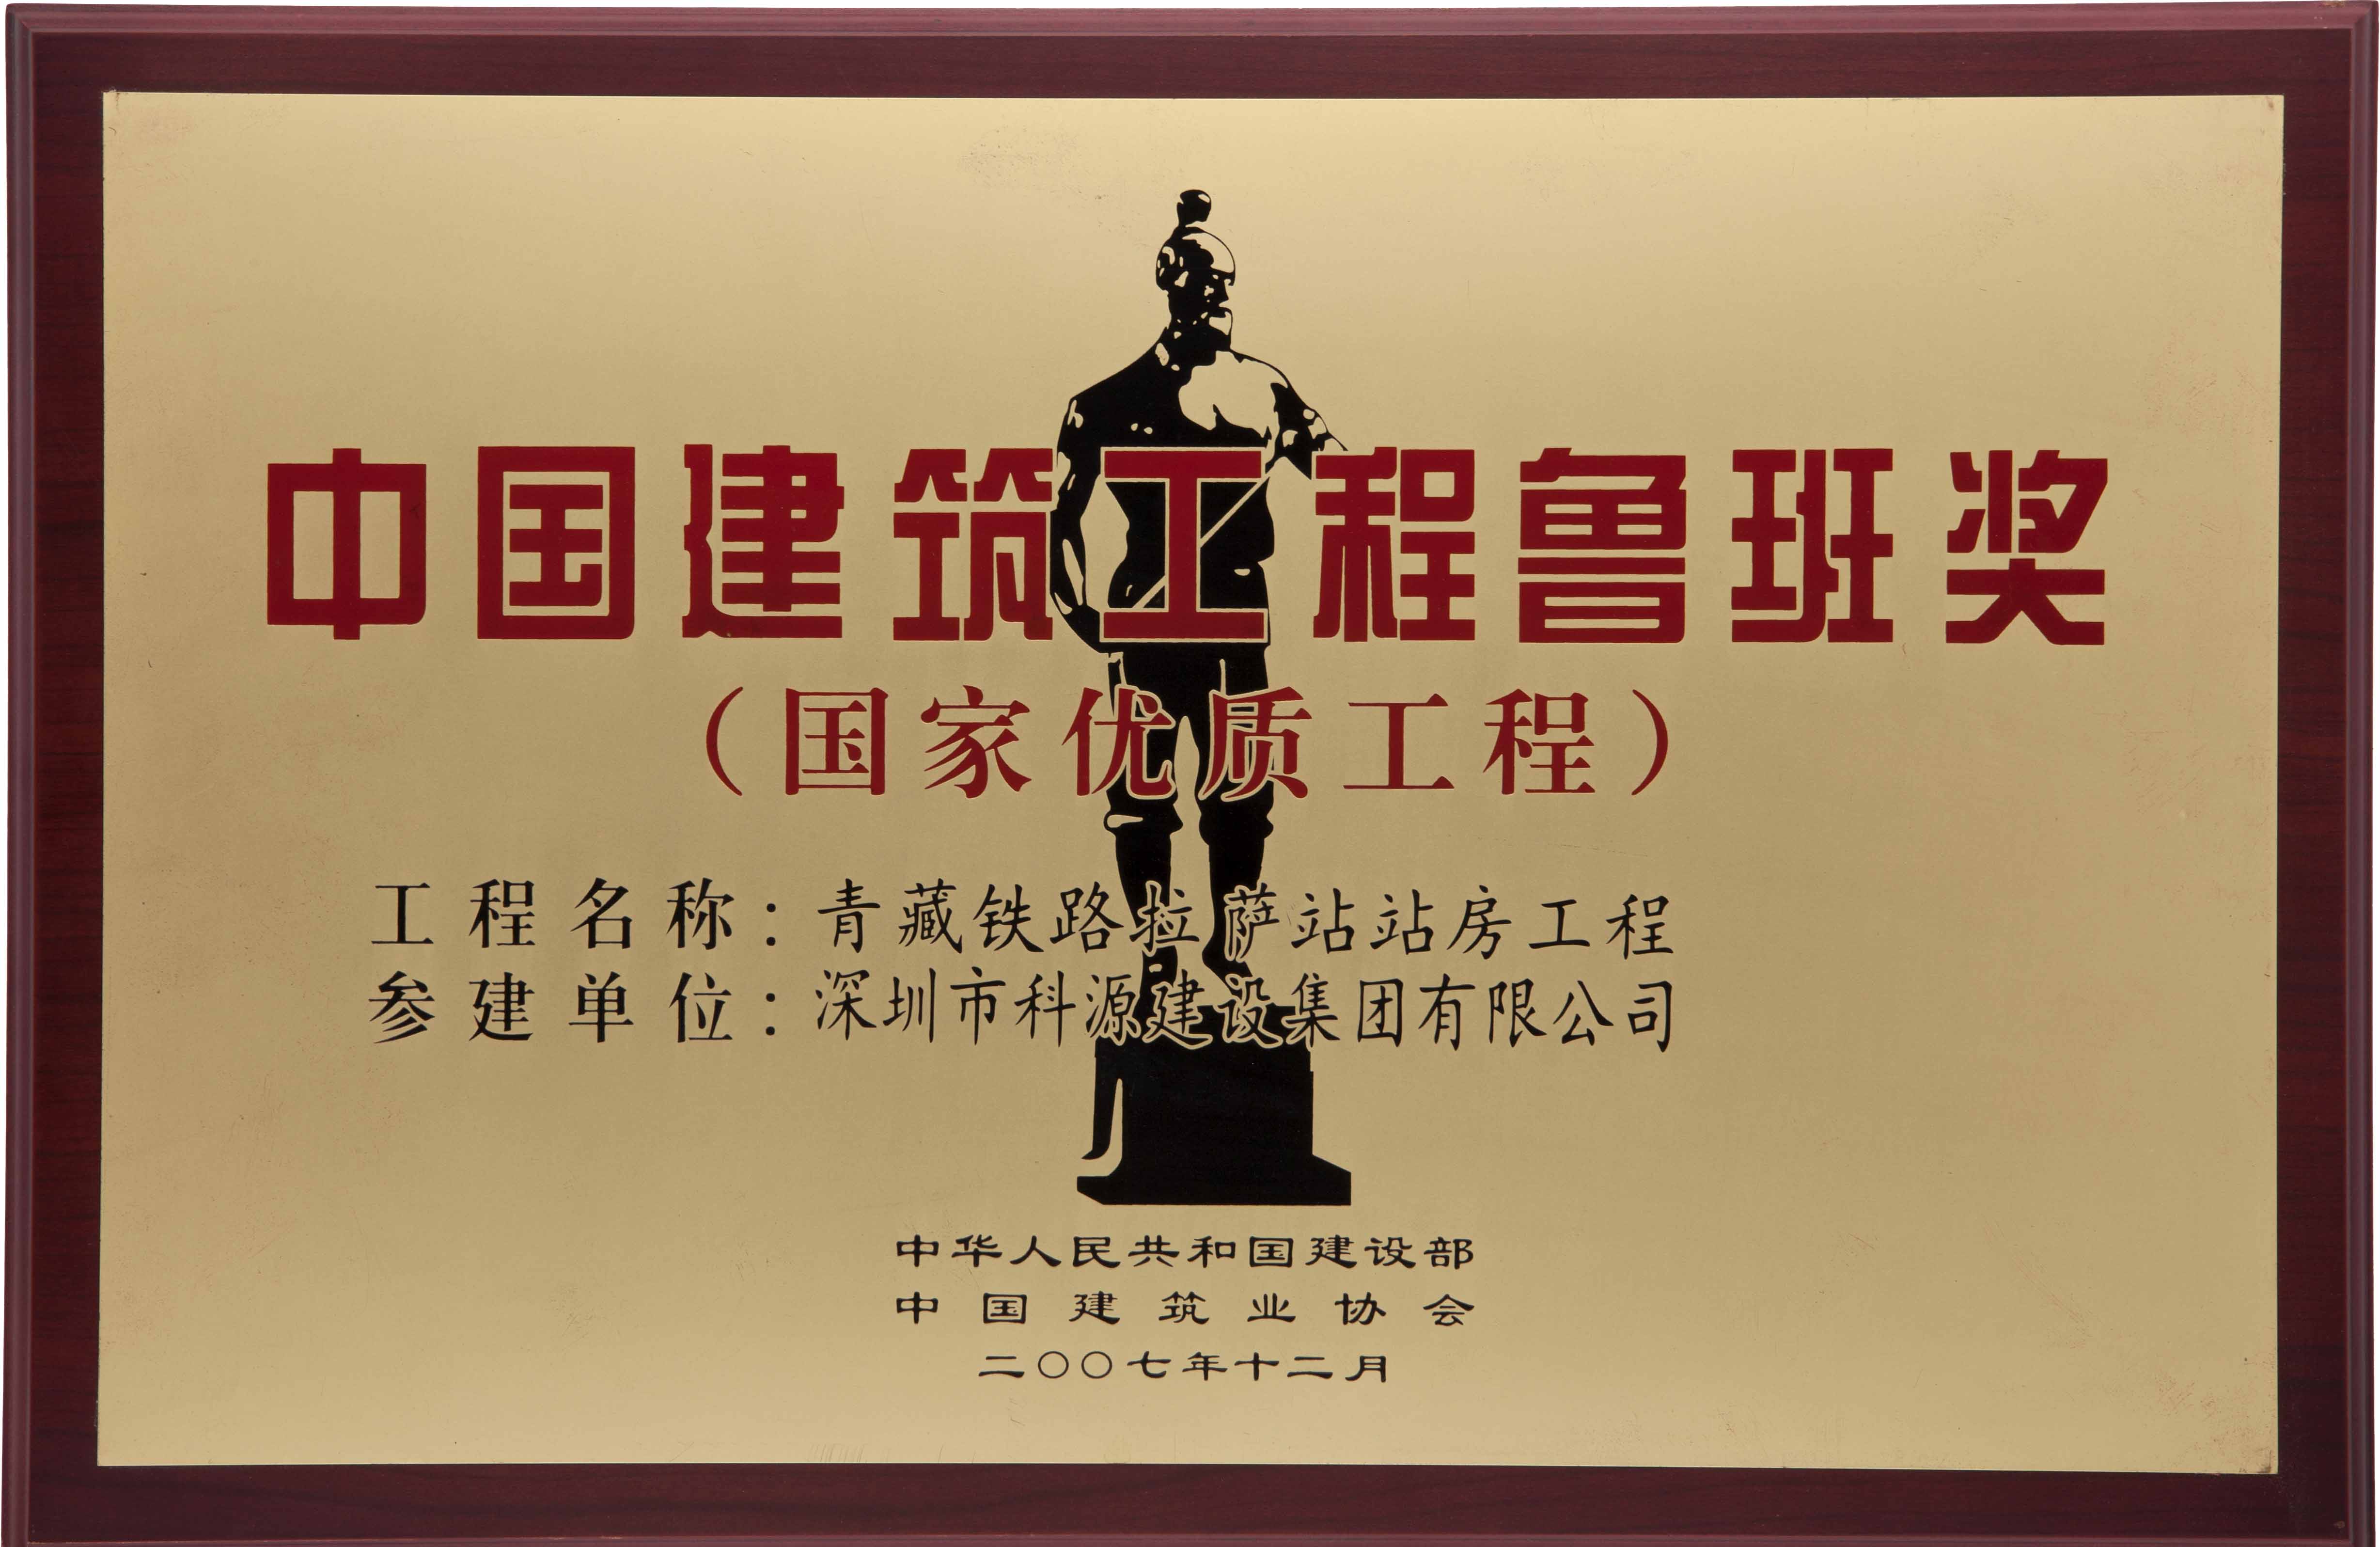 中国建筑工程鲁班奖
（国家优质工程）
工程名称：青藏铁路拉萨站站房工程
参建单位：深圳市科源建设集团有限公司
中华人民共和国建设部
中国建筑业协会
二〇〇七年十二月